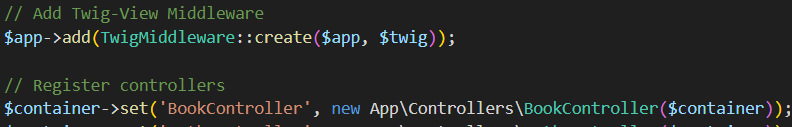 // Add Twig-View Middleware
$app->add(TwigMiddleware::create($app, $twig));
// Register controllers
$container->set('BookController', new App\Controllers\BookController($container));